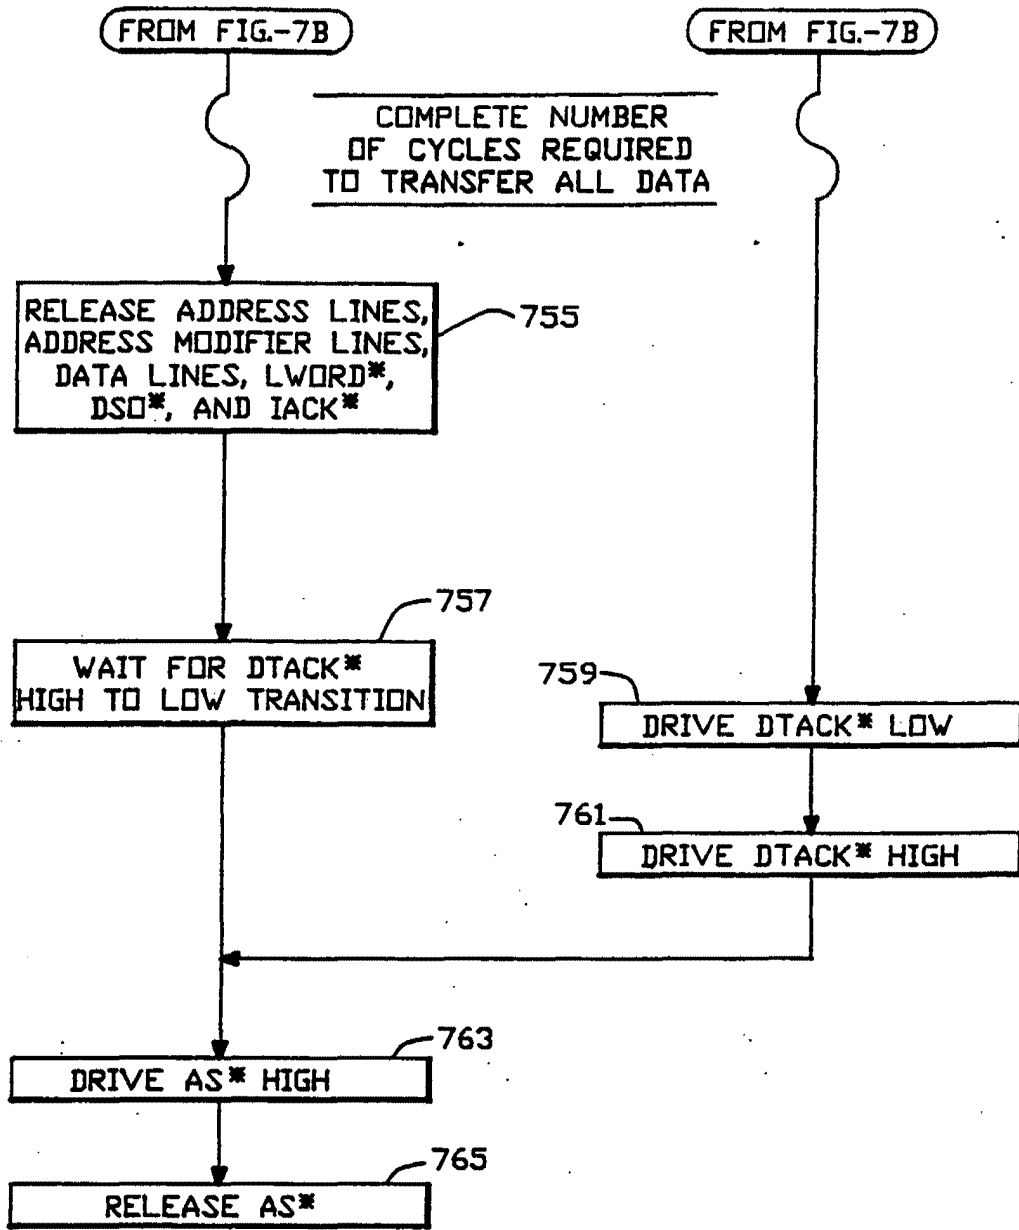 FROM FIG.-7B
FROM FIG.-7B
COMPLETE NUMBER
OF CYCLES REQUIRED
TO TRANSFER ALL DATA
RELEASE ADDRESS LINES,
ADDRESS MODIFIER LINES,
DATA LINES, LWORD*,
DSO*, AND IACK*
755
757
WAIT FOR DTACK*
HIGH TO LOW TRANSITION
759
DRIVE DTACK* LOW
761
DRIVE DTACK* HIGH
763
DRIVE AS* HIGH
765
RELEASE AS*